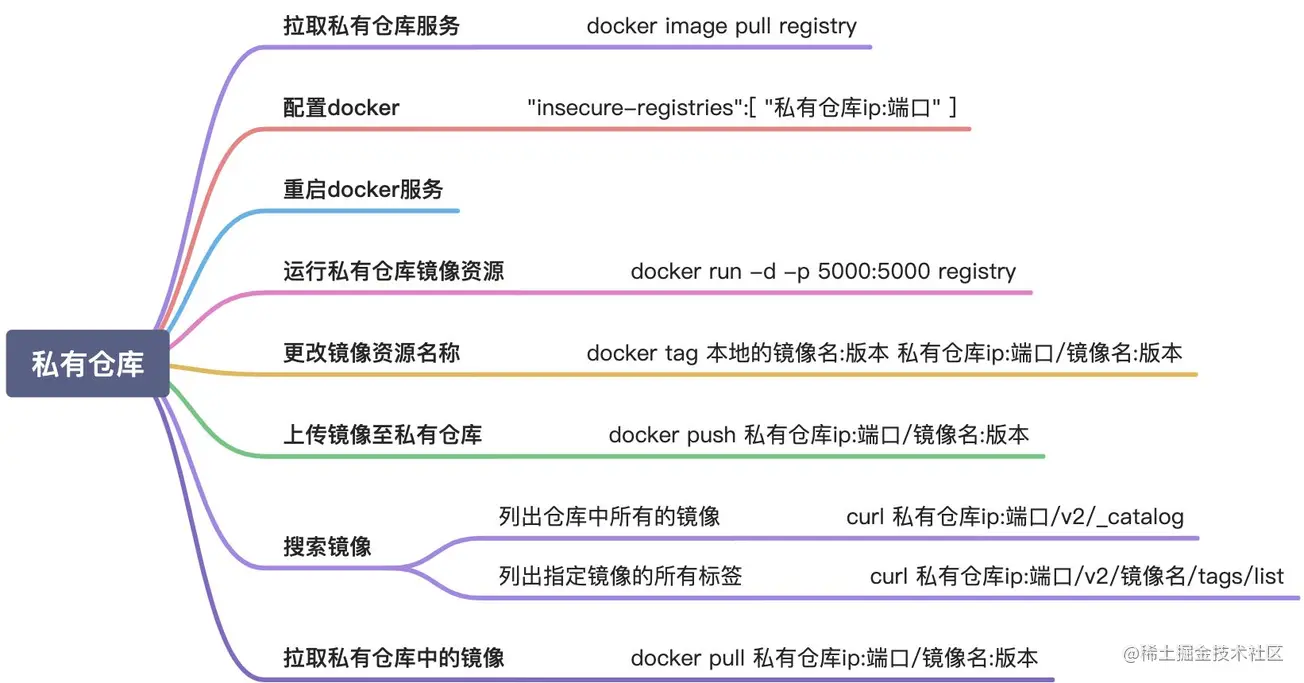 拉取私有仓库服务 docker image pull registry
配置docker "insecure-registries":[ "私有仓库ip:端口" ]
重启docker服务
运行私有仓库镜像资源 docker run -d -p 5000:5000 registry
私有仓库
更改镜像资源名称 docker tag 本地的镜像名:版本 私有仓库ip:端口/镜像名:版本
上传镜像至私有仓库 docker push 私有仓库ip:端口/镜像名:版本
搜索镜像
列出仓库中所有的镜像 curl 私有仓库ip:端口/v2/_catalog
列出指定镜像的所有标签 curl 私有仓库ip:端口/v2/镜像名/tags/list
拉取私有仓库中的镜像 docker pull 私有仓库ip:端口/镜像名:版本
@稀土掘金技术社区